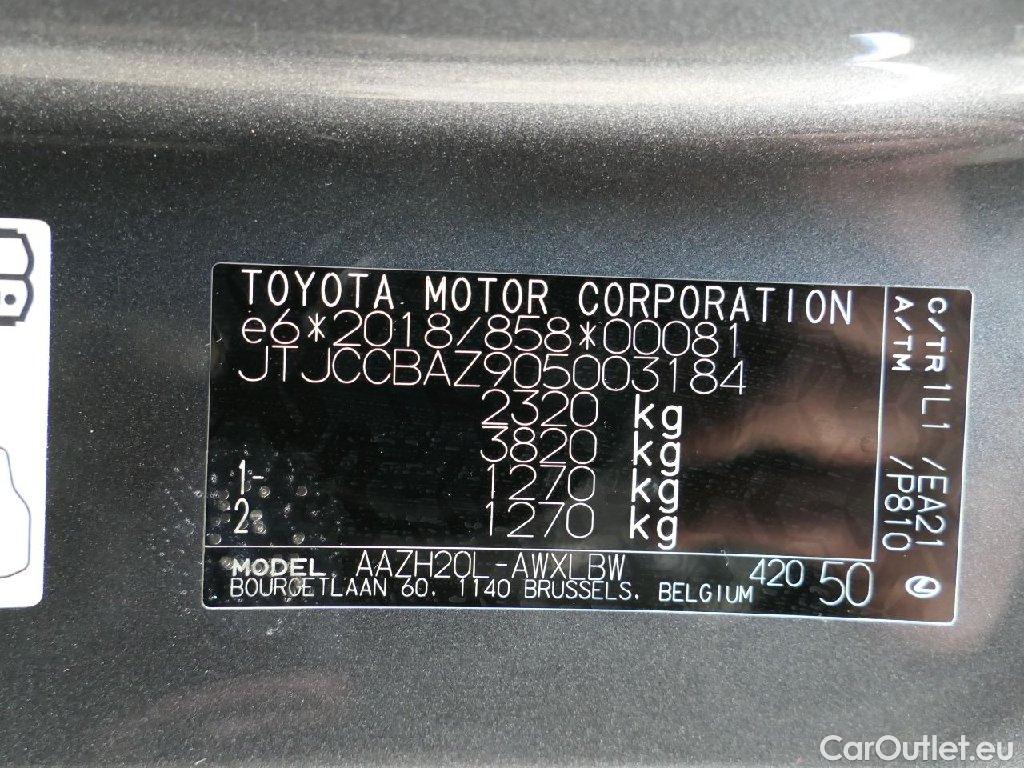 TOYOTA MOTOR CORPORATION
e6*2018/858*00081
JTJCCBAZ905003184
2320 kg
3820 kg
1- 1270 kg
2- 1270 kg
MODEL AAZH20L-AWXLBW 420 50
BOURGETLAAN 60, 1140 BRUSSELS, BELGIUM
C/TR 1L1 /EA21
A/TM /P810
CarOutlet.eu